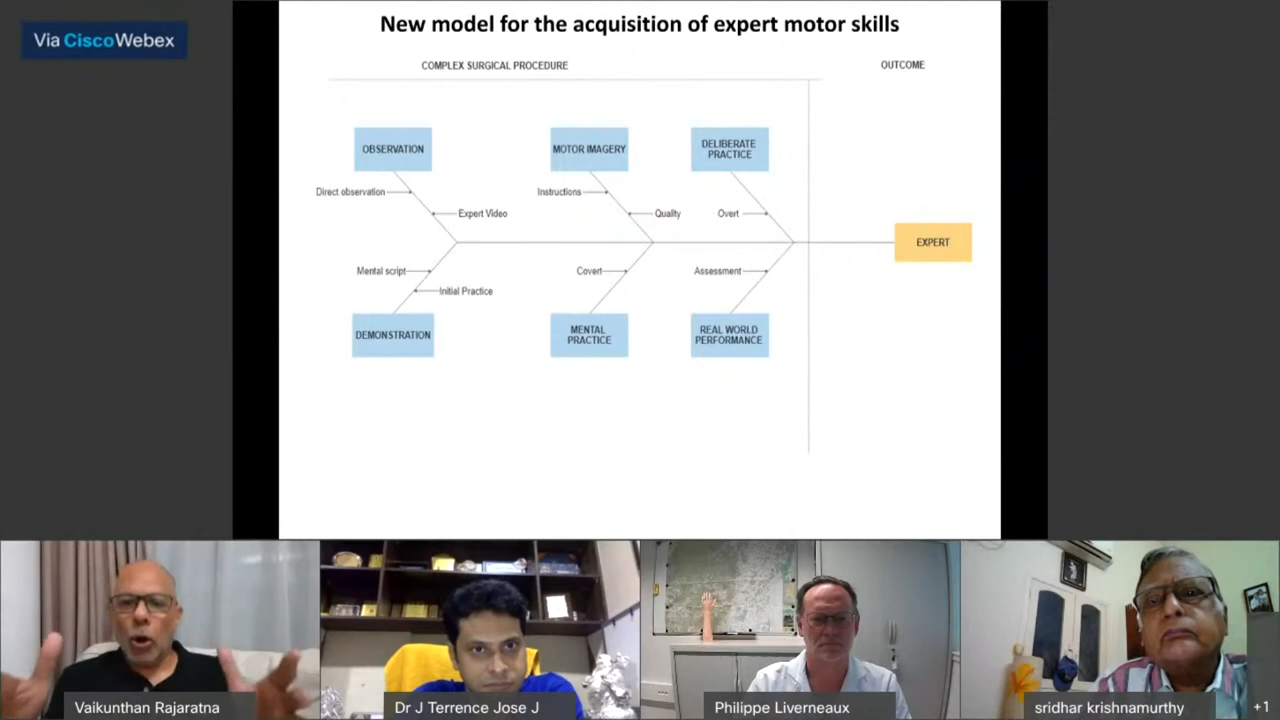 Via CiscoWebex
New model for the acquisition of expert motor skills
COMPLEX SURGICAL PROCEDURE
OUTCOME
OBSERVATION
MOTOR IMAGERY
DELIBERATE
PRACTICE
Direct observation
Instructions
Expert Video
Quality
Overt
EXPERT
Mental script
Covert
Assessment
Initial Practice
DEMONSTRATION
MENTAL
PRACTICE
REAL WORLD
PERFORMANCE
Vaikunthan Rajaratna
Dr J Terrence Jose J
Philippe Liverneaux
sridhar krishnamurthy
+1